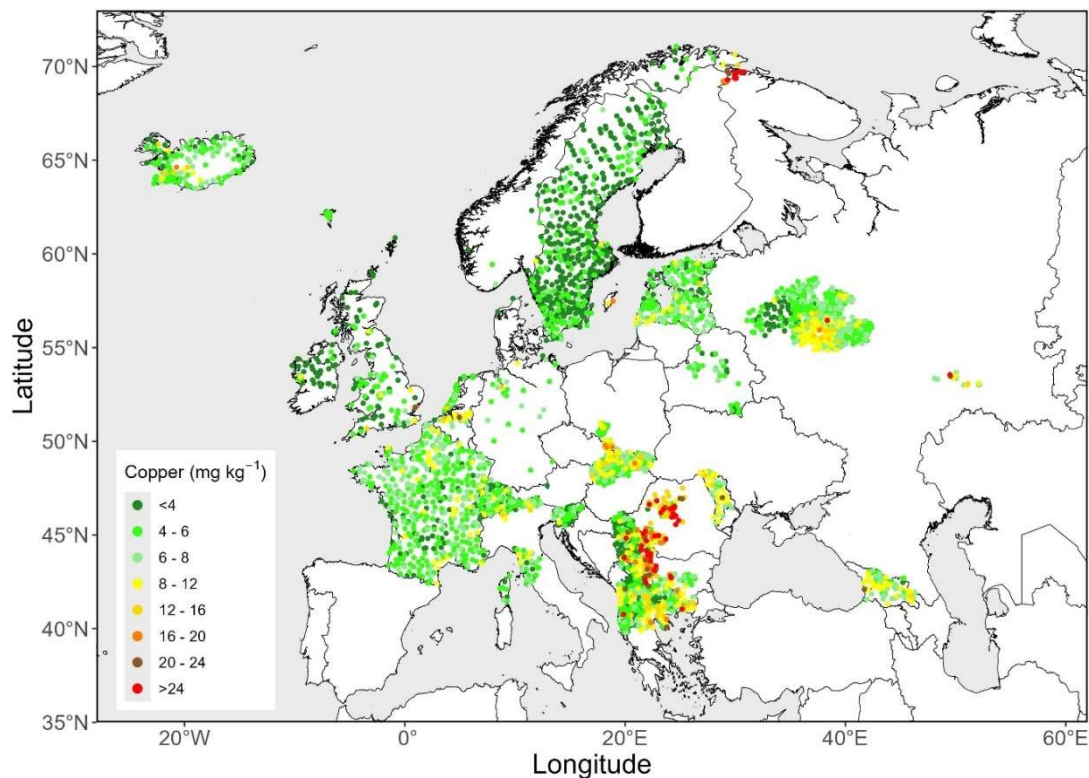 70°N
65°N
60°N
55°N
50°N
45°N
40°N
35°N
Latitude
Copper (mg kg⁻¹)
<4
4 - 6
6 - 8
8 - 12
12 - 16
16 - 20
20 - 24
>24
20°W
0°
20°E
40°E
60°E
Longitude